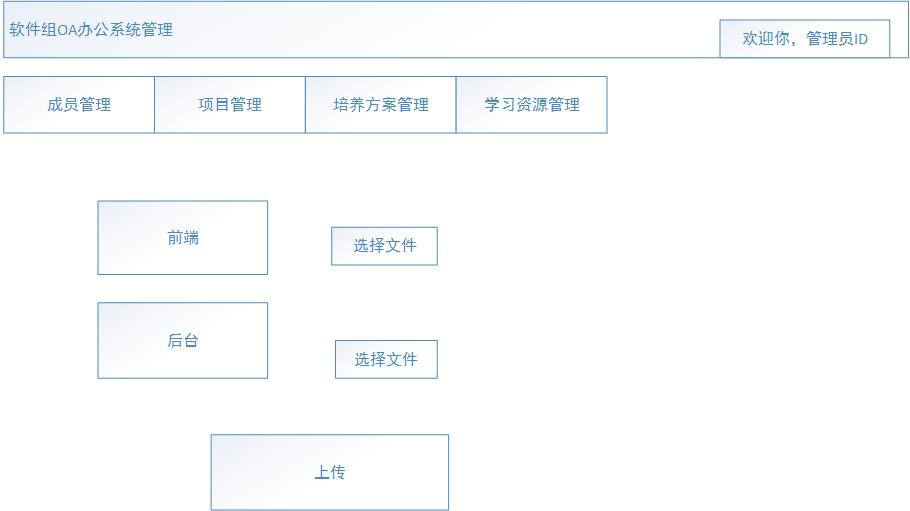 软件组OA办公系统管理
欢迎你，管理员ID
成员管理
项目管理
培养方案管理
学习资源管理
前端
选择文件
后台
选择文件
上传